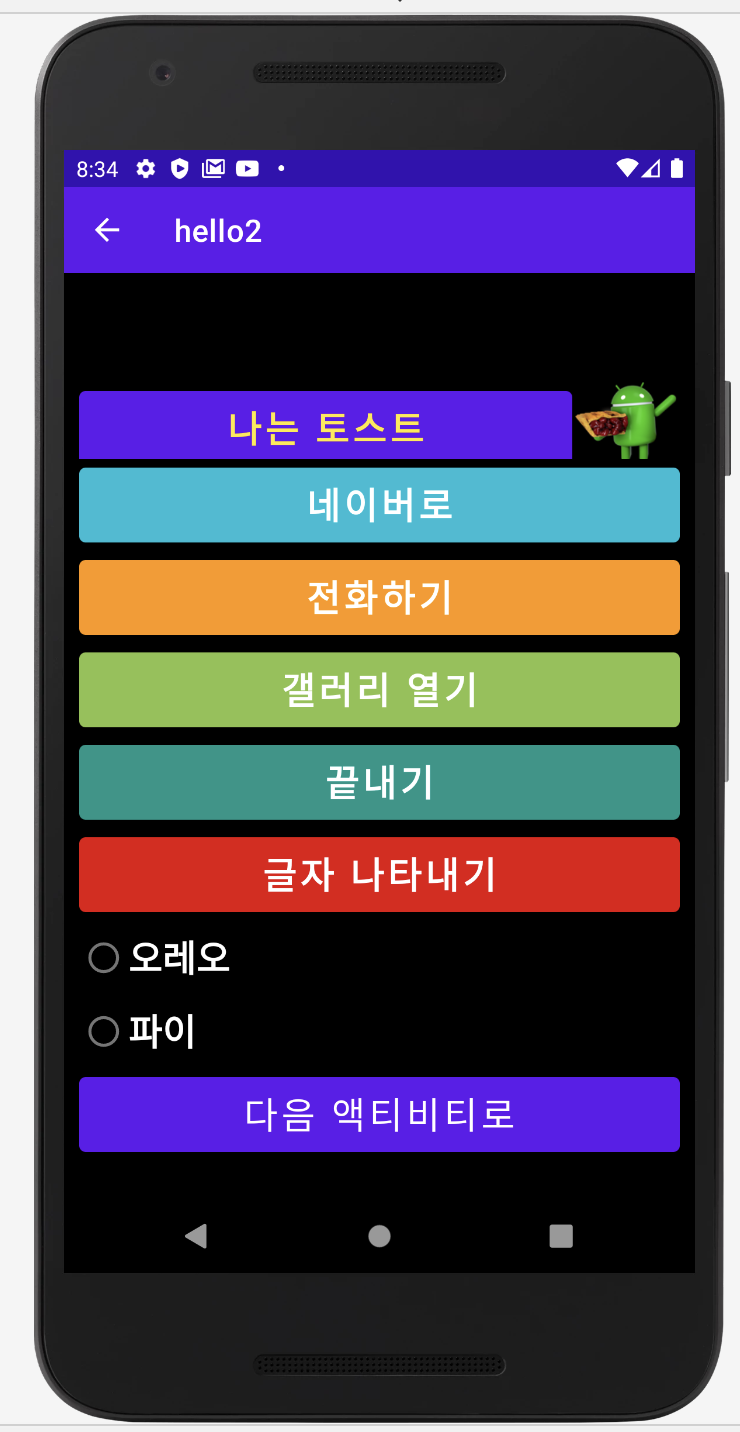 8:34
hello2
나는 토스트
네이버로
전화하기
갤러리 열기
끝내기
글자 나타내기
오레오
파이
다음 액티비티로